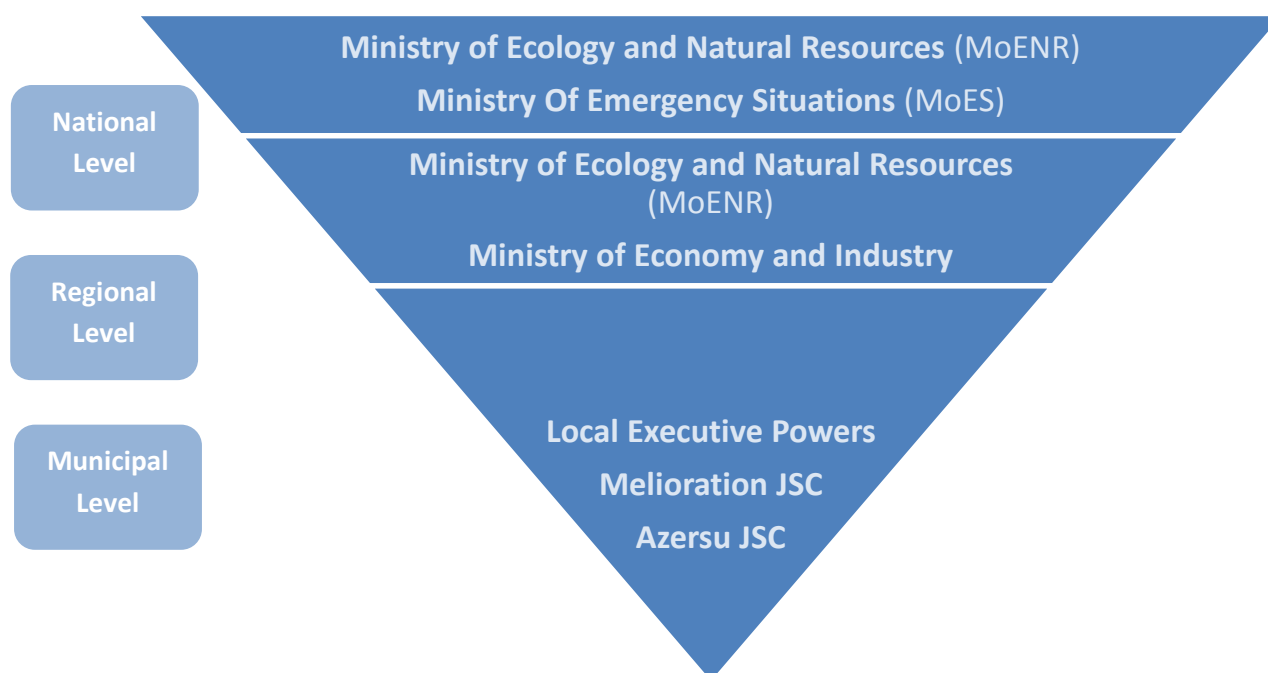 Ministry of Ecology and Natural Resources (MoENR)
Ministry Of Emergency Situations (MoES)
National
Level
Ministry of Ecology and Natural Resources
(MoENR)
Ministry of Economy and Industry
Regional
Level
Local Executive Powers
Melioration JSC
Azersu JSC
Municipal
Level